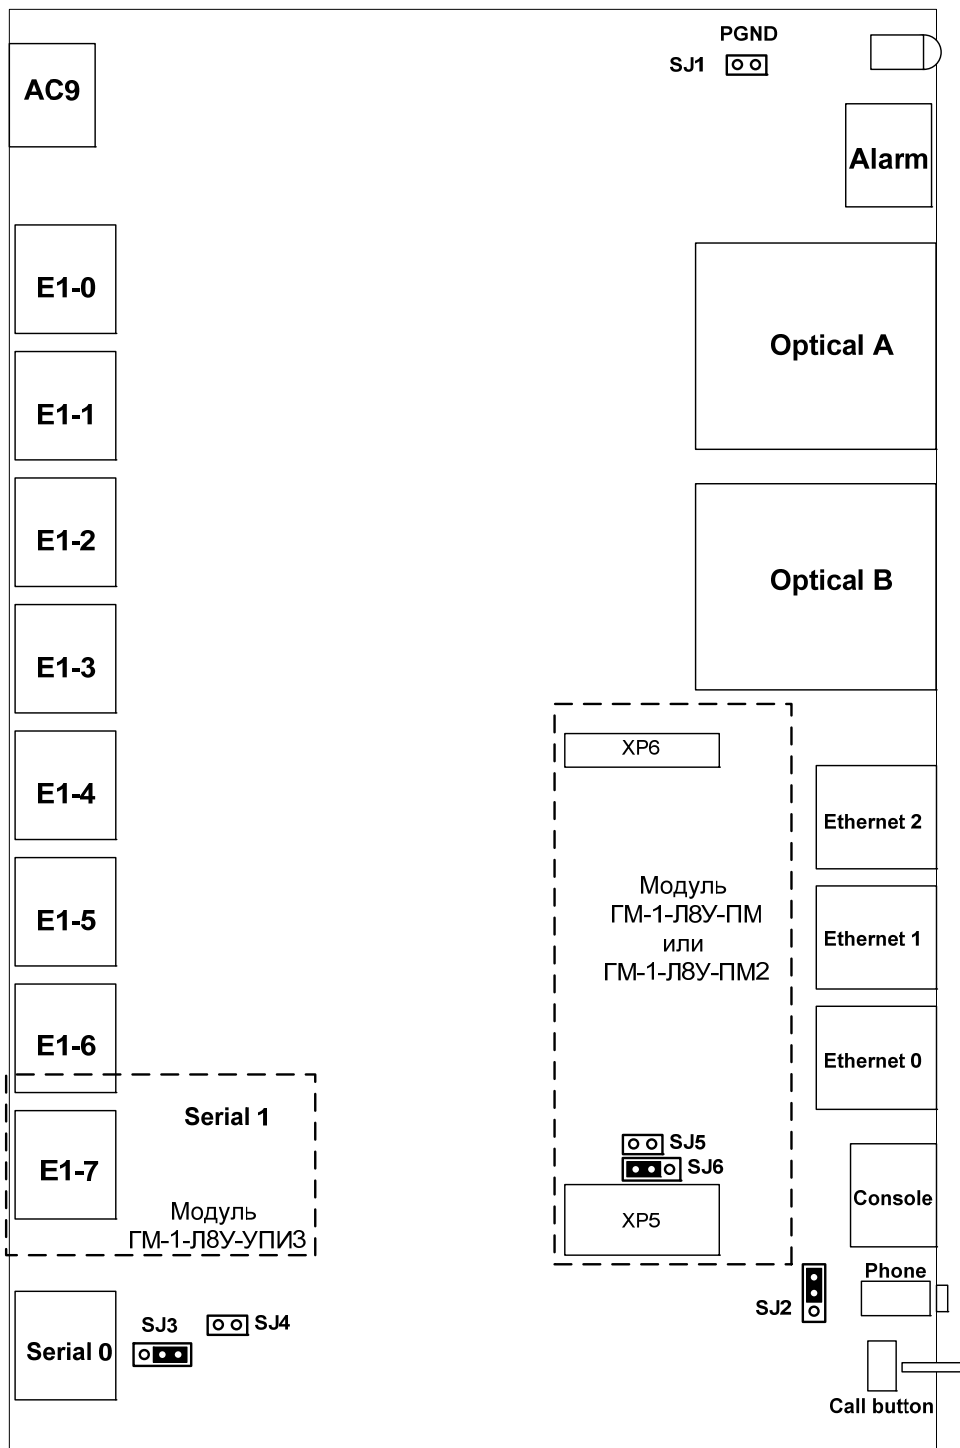 PGND
SJ1
AC9
Alarm
E1-0
Optical A
E1-1
E1-2
Optical B
E1-3
XP6
E1-4
Ethernet 2
Модуль
ГМ-1-Л8У-ПМ
или
ГМ-1-Л8У-ПМ2
E1-5
Ethernet 1
E1-6
Ethernet 0
Serial 1
E1-7
Модуль
ГМ-1-Л8У-УПИ3
SJ5
SJ6
XP5
Console
Phone
SJ2
SJ3
SJ4
Serial 0
Call button